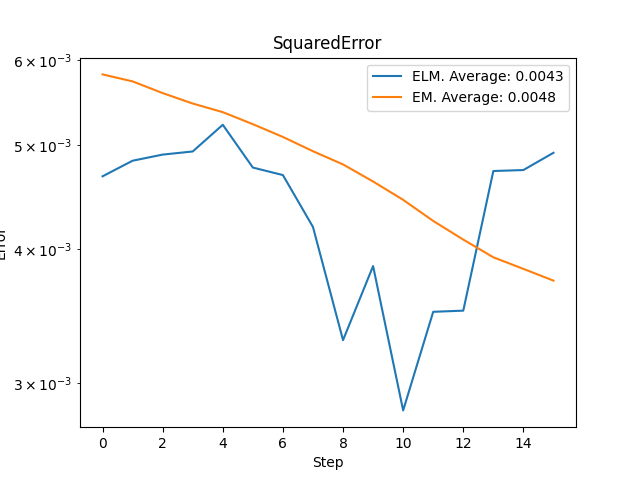 SquaredError
6 × 10⁻³
5 × 10⁻³
4 × 10⁻³
3 × 10⁻³
Error
ELM. Average: 0.0043
EM. Average: 0.0048
0 2 4 6 8 10 12 14
Step